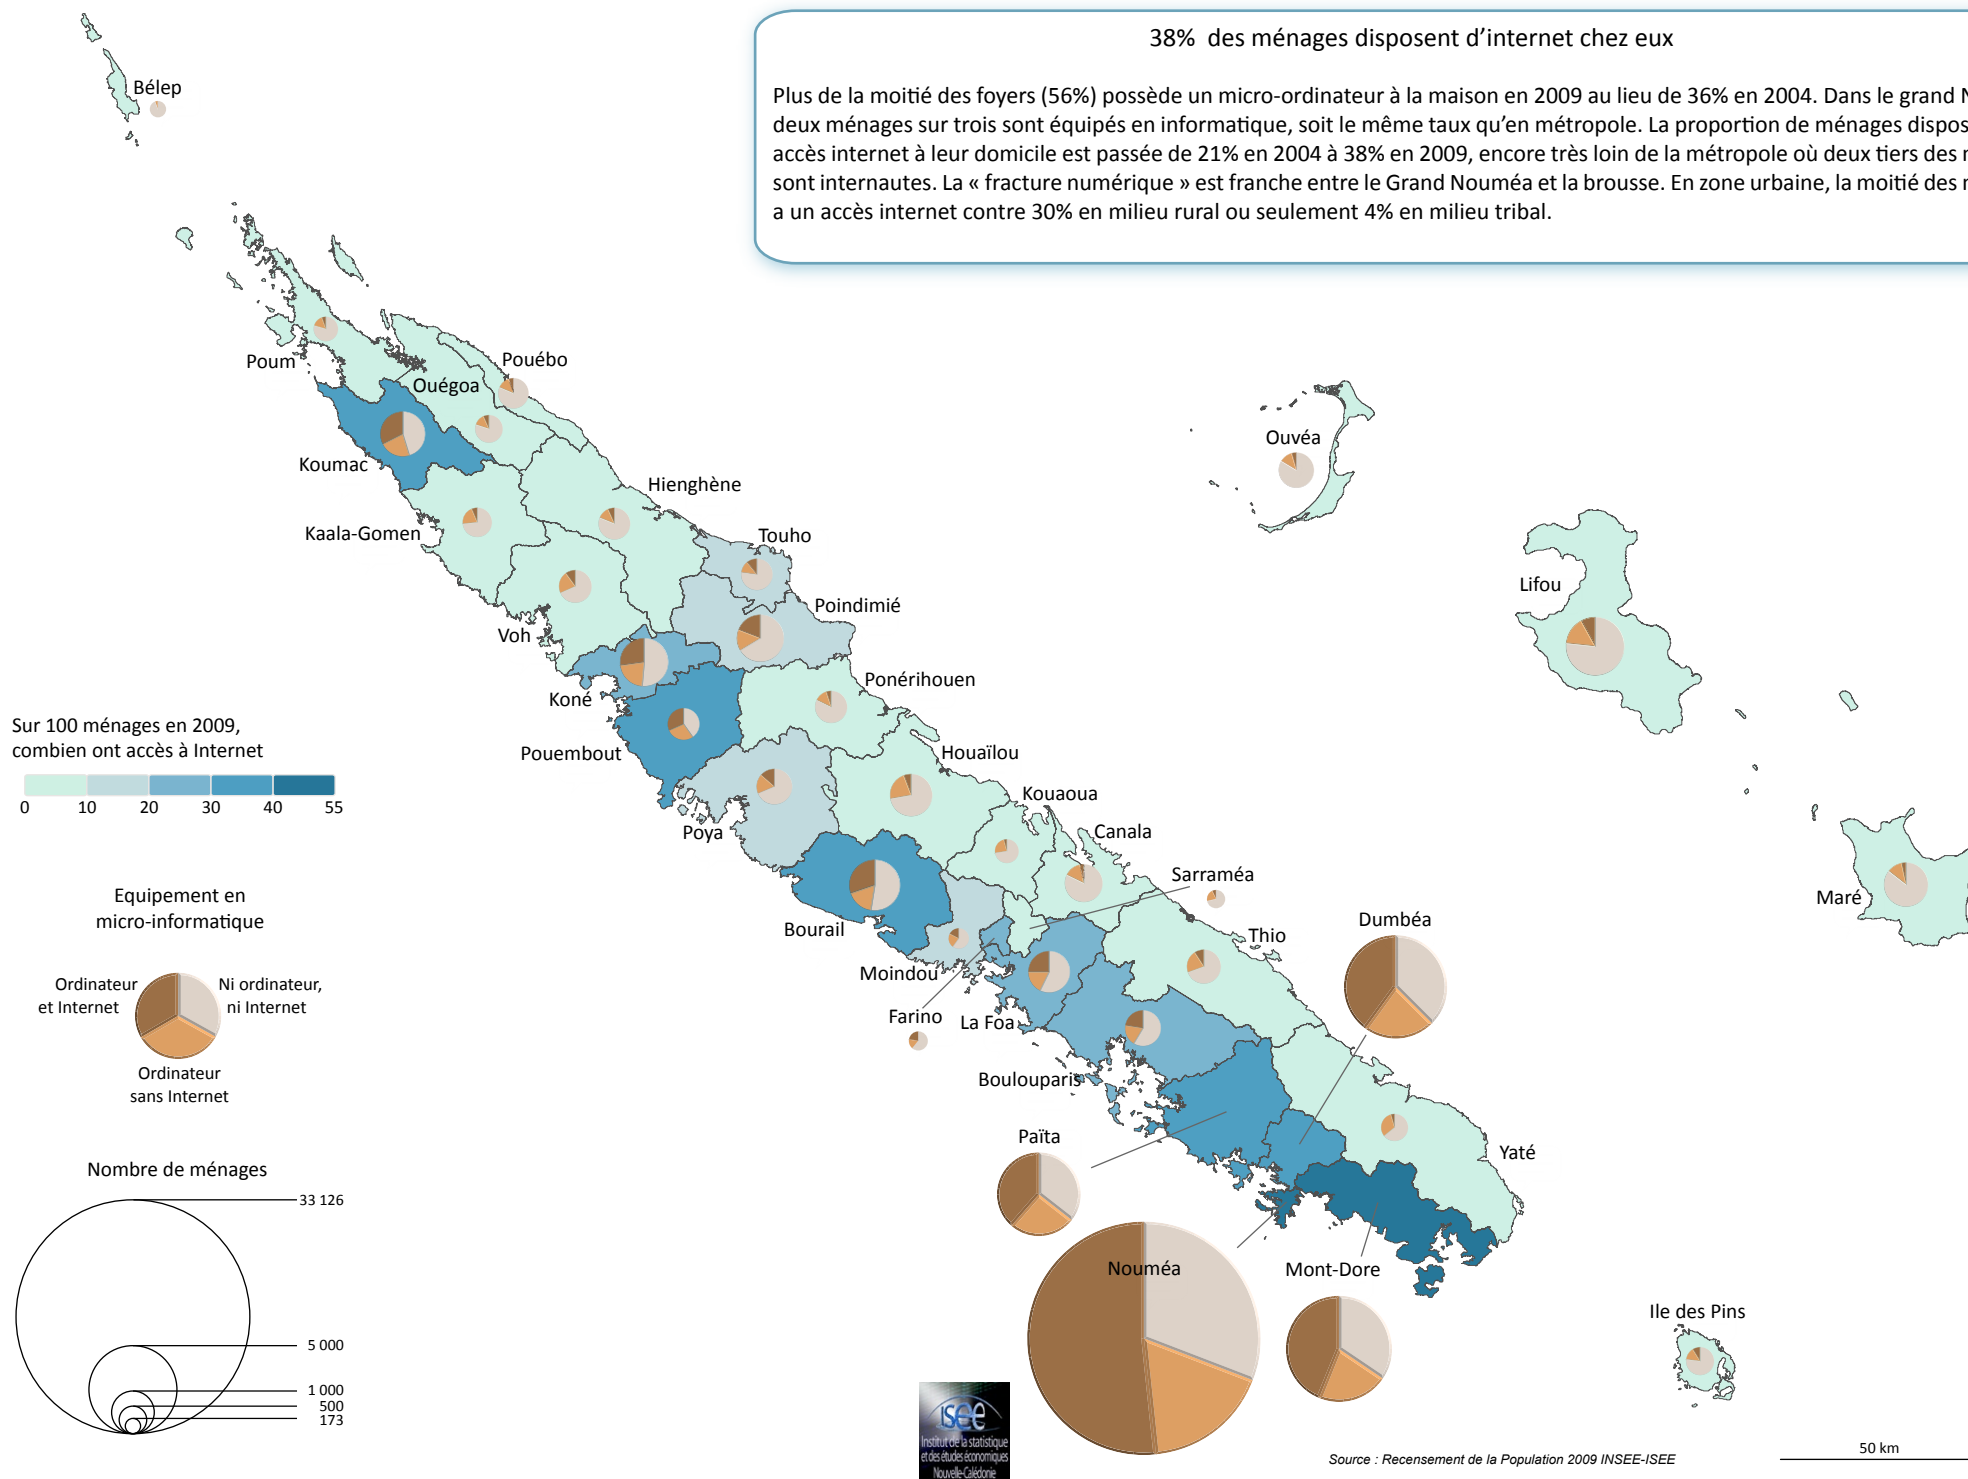 38% des ménages disposent d'internet chez eux
Plus de la moitié des foyers (56%) possède un micro-ordinateur à la maison en 2009 au lieu de 36% en 2004. Dans le grand N
deux ménages sur trois sont équipés en informatique, soit le même taux qu'en métropole. La proportion de ménages dispos
accès internet à leur domicile est passée de 21% en 2004 à 38% en 2009, encore très loin de la métropole où deux tiers des
sont internautes. La « fracture numérique » est franche entre le Grand Nouméa et la brousse. En zone urbaine, la moitié des
a un accès internet contre 30% en milieu rural ou seulement 4% en milieu tribal.
Bélep
Poum
Pouébo
Ouégoa
Koumac
Hienghène
Kaala-Gomen
Touho
Poindimié
Voh
Koné
Ponérihouen
Pouembout
Houaïlou
Kouaoua
Poya
Canala
Sarraméa
Bourail
Dumbéa
Thio
Moindou
Farino
La Foa
Boulouparis
Païta
Yaté
Nouméa
Mont-Dore
Ile des Pins
Ouvéa
Lifou
Maré
Sur 100 ménages en 2009,
combien ont accès à Internet
0 10 20 30 40 55
Equipement en
micro-informatique
Ordinateur
et Internet
Ni ordinateur,
ni Internet
Ordinateur
sans Internet
Nombre de ménages
33 126
5 000
1 000
500
173
isee
Institut de la statistique
et des études économiques
Nouvelle-Calédonie
Source : Recensement de la Population 2009 INSEE-ISEE
50 km